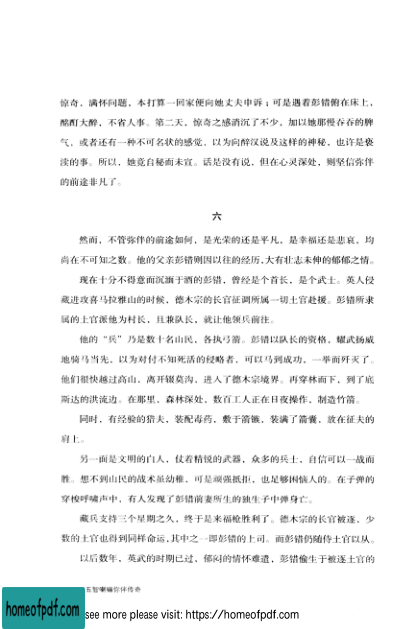 惊奇，满怀问题，本打算一回家便向她丈夫申诉；可是遇着彭错俯在床上，
酩酊大醉，不省人事。第二天，惊奇之感消沉了不少，加以她那慢吞吞的脾
气，或者还有一种不可名状的感觉，以为向醉汉说及这样的神秘，也许是亵
渎的事。所以，她竟自秘而未宣。话是没有说，但在心灵深处，则坚信弥伴
的前途非凡了。
六
然而，不管弥伴的前途如何，是光荣的还是平凡，是幸福还是悲哀，均
尚在不可知之数。他的父亲彭错则因以往的经历，大有壮志未伸的郁郁之情。
现在十分不得意而沉湎于酒的彭错，曾经是个首长，是个武士。英人侵
藏进攻喜马拉雅山的时候，德木宗的长官征调所属一切土官赴援。彭错所隶
属的土官派他为村长，且兼队长，就让他领兵前往。
他的“兵”乃是数十名山民，各执弓箭。彭错以队长的资格，耀武扬威
地骑马当先，以为对付不知死活的侵略者，可以马到成功，一举而歼灭了。
他们很快越过高山，离开辍莫沟，进入了德木宗境界。再穿林而下，到了底
斯达的洪流边。在那里，森林深处，数百工人正在日夜操作，制造竹箭。
同时，有经验的猎夫，装配毒药，敷于箭镞，装满了箭囊，放在征夫的
肩上。
另一面是文明的白人，仗着精锐的武器，众多的兵士，自信可以一战而
胜。想不到山民的战术虽幼稚，可是顽强抵拒，也足够困恼人的。在子弹的
穿梭呼啸声中，有人发现了彭错前妻所生的独生子中弹身亡。
藏兵支持三个星期之久，终于是来福枪胜利了。德木宗的长官被逐，少
数的土官也得到同样命运，其中之一即彭错的上司。而彭错仍随侍土官以从。
以后数年，英武的时期已过，郁闷的情怀难遣，彭错偷生于被逐土官的
五智喇嘛弥伴传奇
homeofpdf.com
see more please visit: https://homeofpdf.com